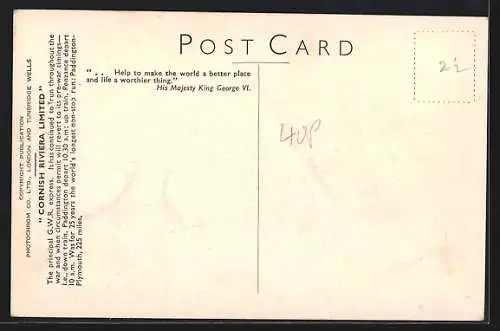 POST CARD
". . Help to make the world a better place
and life a worthier thing."
His Majesty King George VI.
COPYRIGHT PUBLICATION
PHOTOCHROM CO. LTD., LONDON AND TUNBRIDGE WELLS
"CORNISH RIVIERA LIMITED"
The principal G.W.R. express. It has continued to run throughout the
war and when circumstances permit will revert to its pre-war timings—
i.e., down train, Paddington depart 10.30 a.m.; up train, Penzance depart
10 a.m. Was for 25 years the world's longest non-stop run: Paddington-
Plymouth, 225 miles.
40p